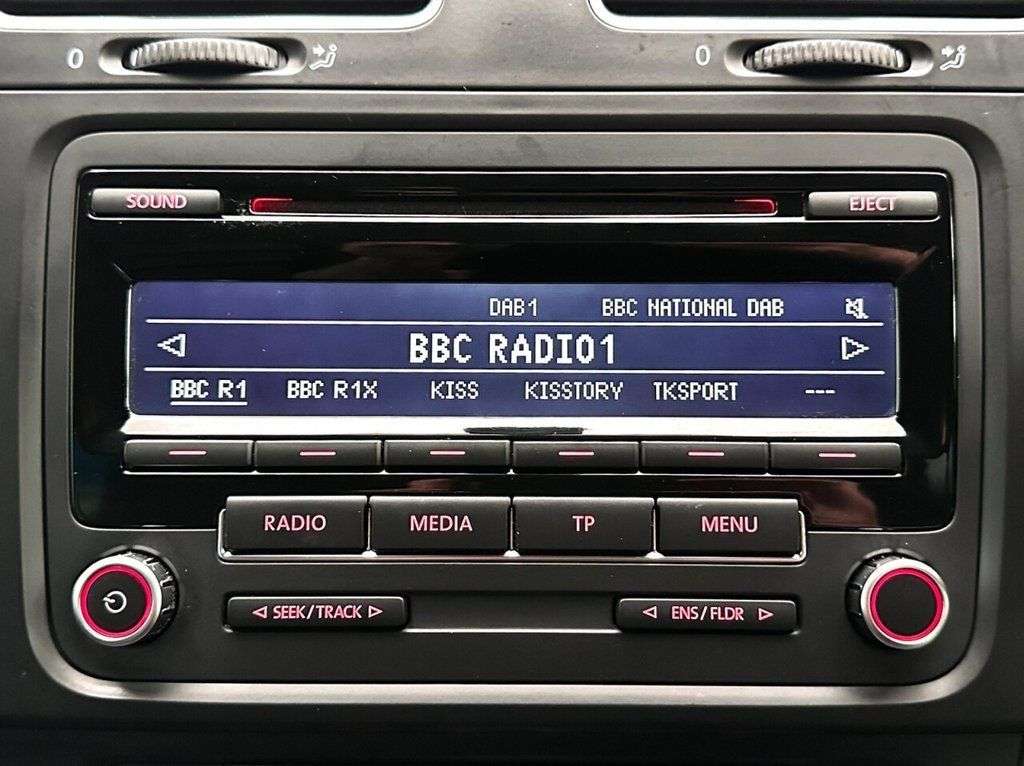 0 0
SOUND EJECT
DAB1 BBC NATIONAL DAB
BBC RADIO1
BBC R1 BBC R1X KISS KISSTORY TKSPORT ---
RADIO MEDIA TP MENU
SEEK/TRACK ENS/FLDR